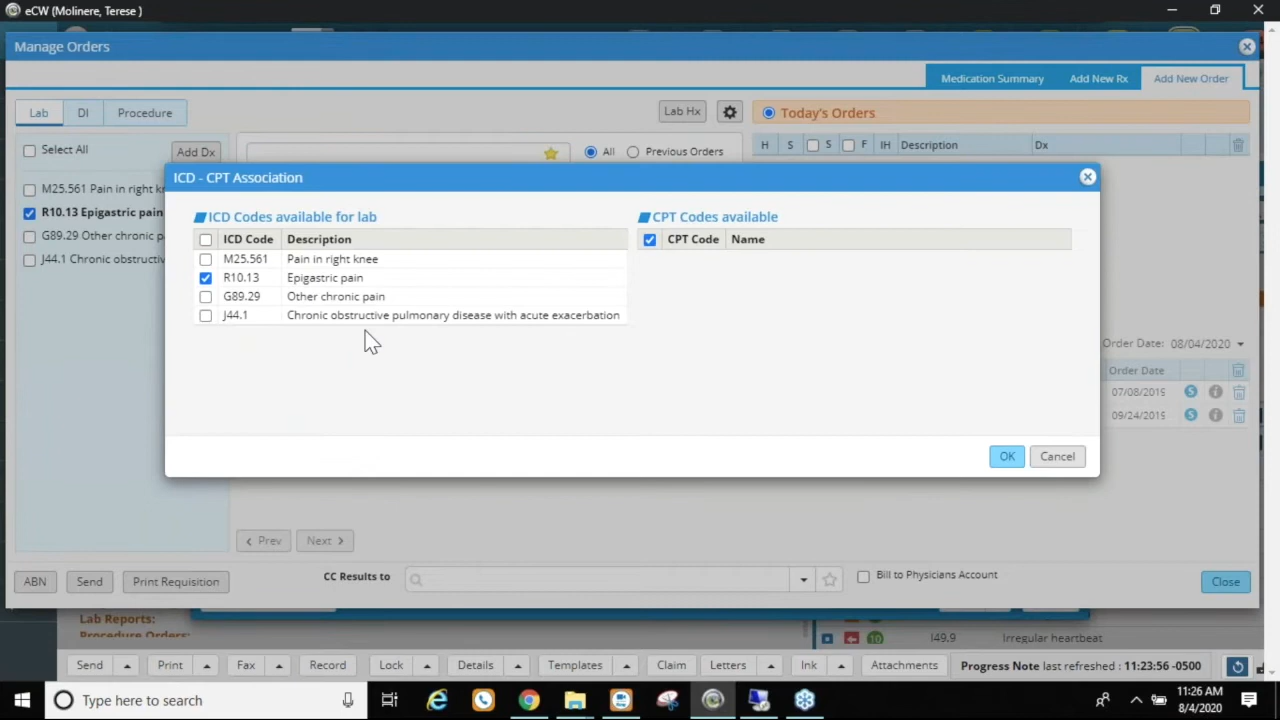 eCW (Molinere, Terese )
Manage Orders
Medication Summary Add New Rx Add New Order
Lab DI Procedure
Lab Hx
Today's Orders
Select All
Add Dx
All Previous Orders
H S S F IH Description Dx
M25.561 Pain in right
R10.13 Epigastric pain
G89.29 Other chronic
J44.1 Chronic
ICD - CPT Association
ICD Codes available for lab
CPT Codes available
ICD Code Description
CPT Code Name
M25.561 Pain in right knee
R10.13 Epigastric pain
G89.29 Other chronic pain
J44.1 Chronic obstructive pulmonary disease with acute exacerbation
OK Cancel
Order Date: 08/04/2020
Order Date
07/08/2019
09/24/2019
Prev Next
ABN Send Print Requisition
CC Results to
Bill to Physicians Account
Close
Lab Reports:
Procedure Orders:
10 I49.9 Irregular heartbeat
Send Print Fax Record Lock Details Templates Claim Letters Ink Attachments Progress Note last refreshed : 11:23:56 -0500
Type here to search
11:26 AM
8/4/2020